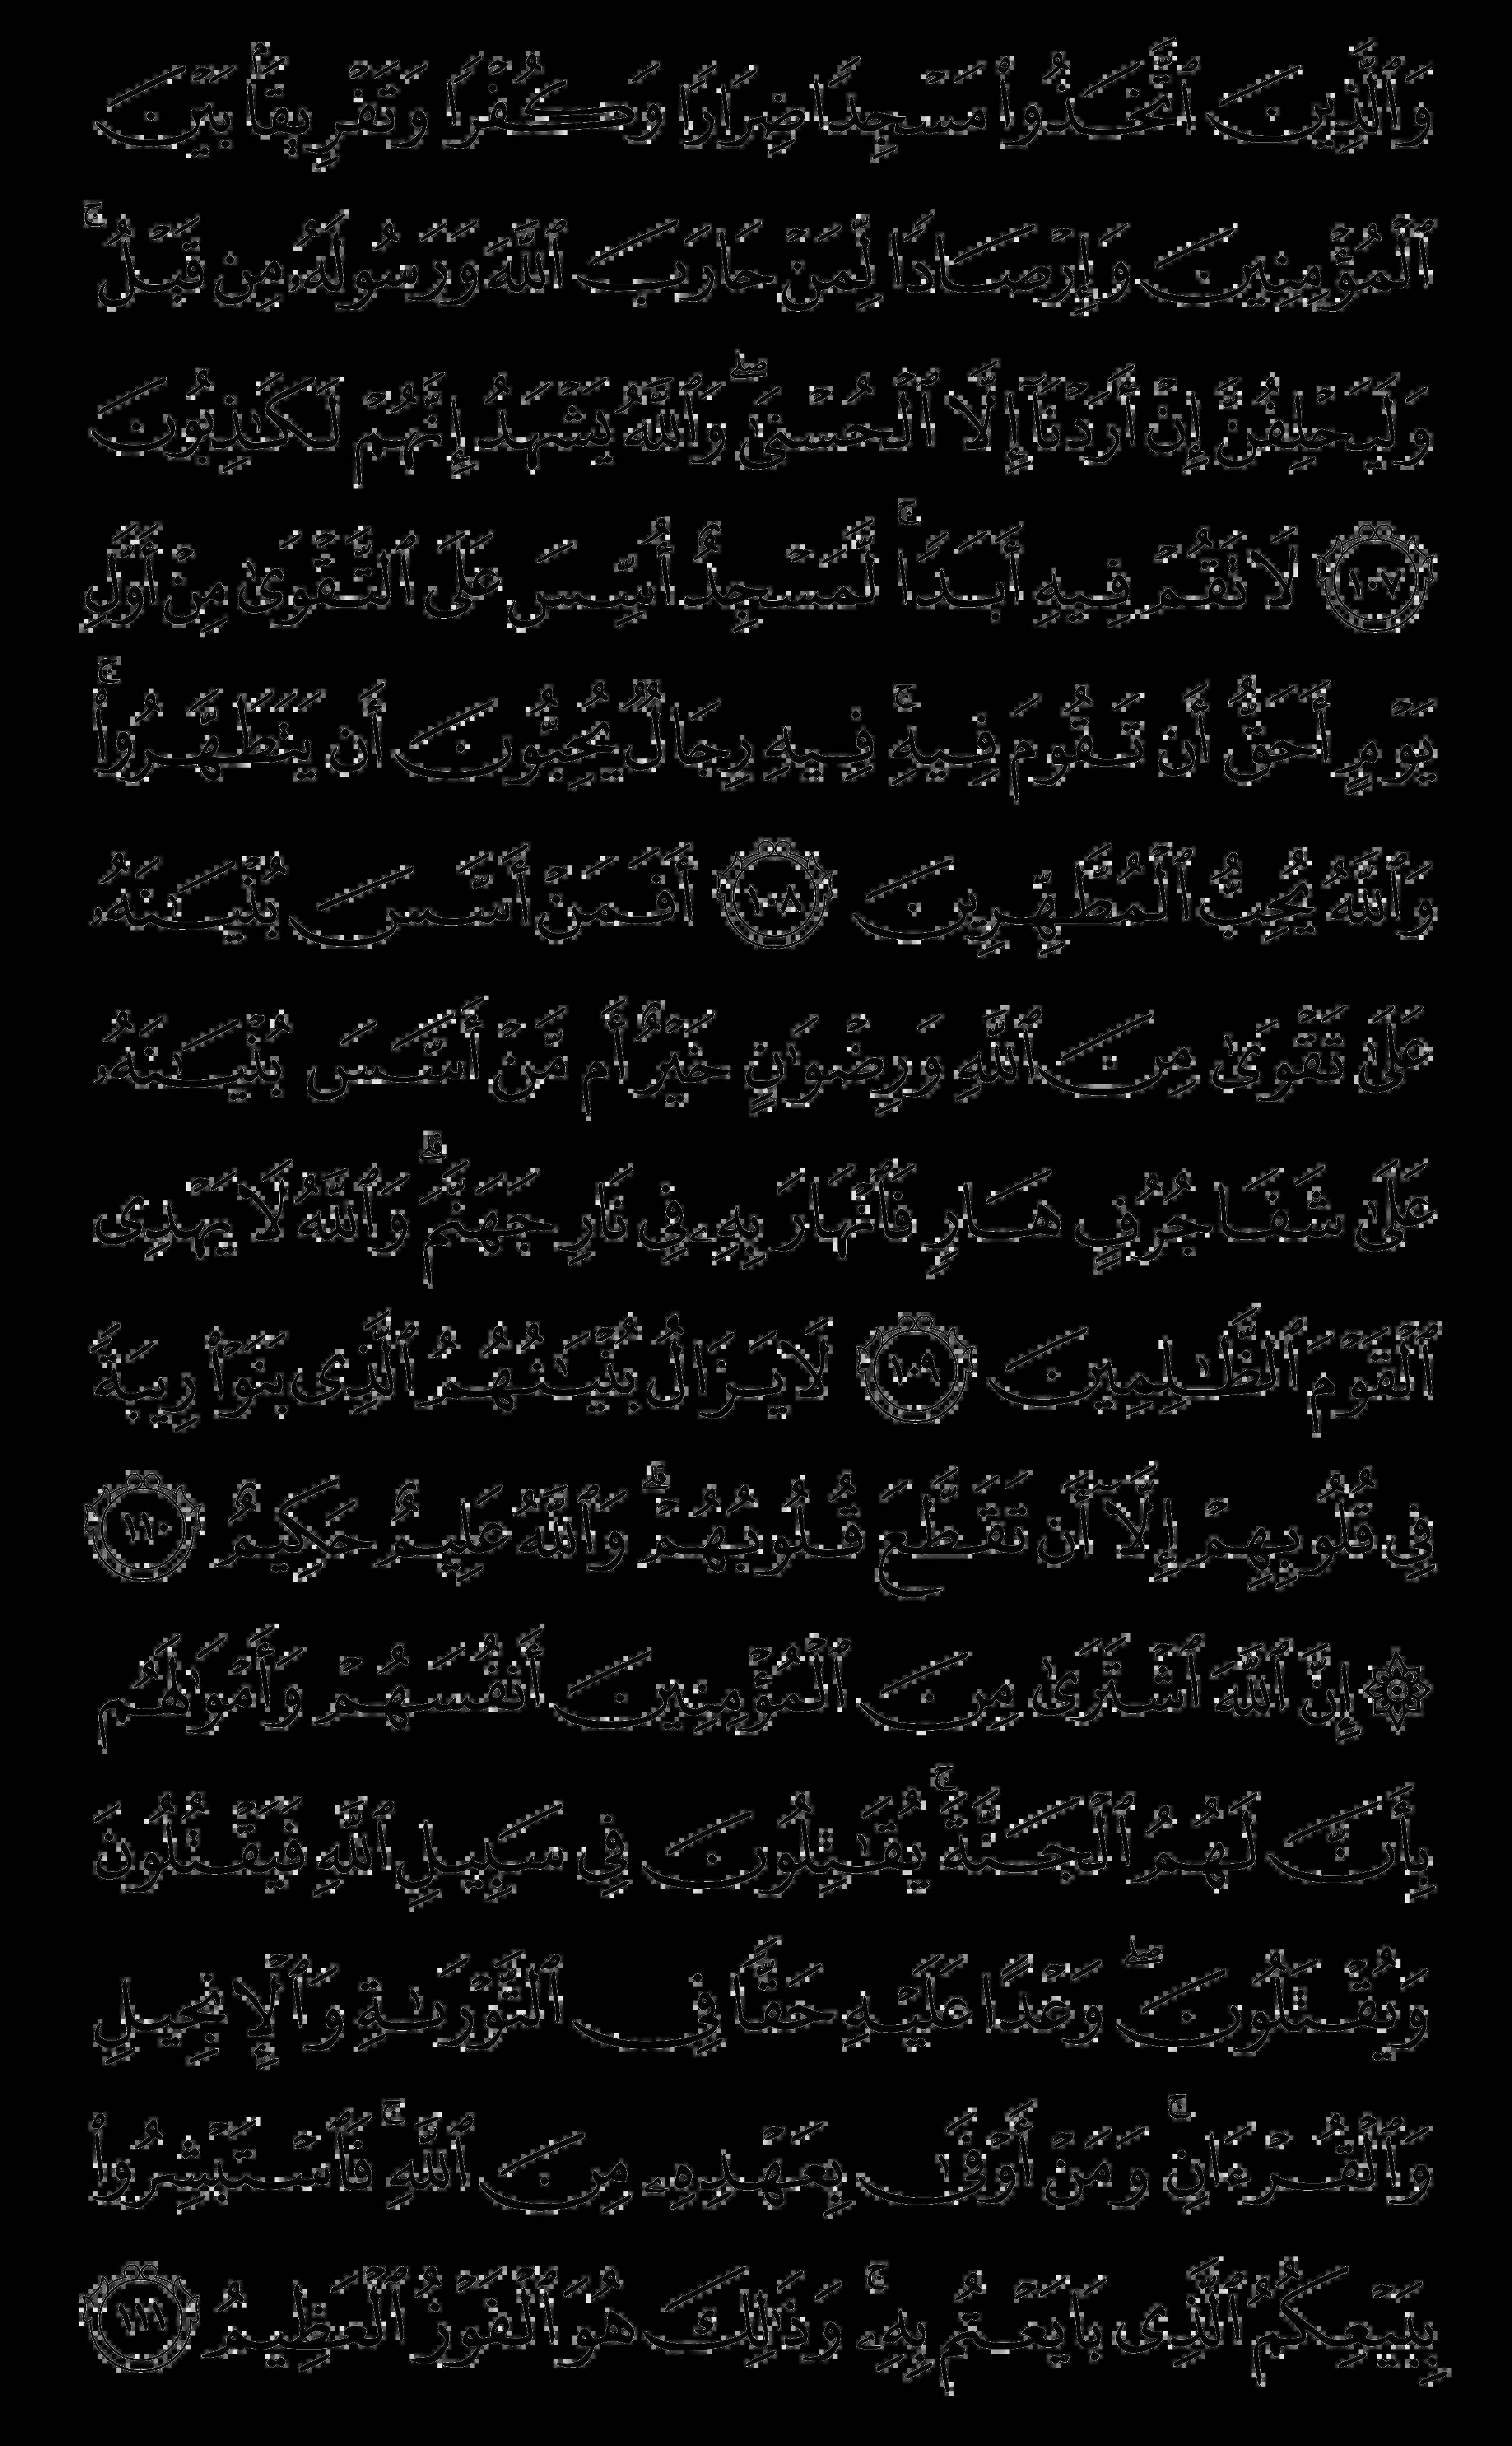 وَٱلَّذِينَ ٱتَّخَذُوا۟ مَسْجِدًا ضِرَارًا وَكُفْرًا وَتَفْرِيقًۢا بَيْنَ
ٱلْمُؤْمِنِينَ وَإِرْصَادًا لِّمَنْ حَارَبَ ٱللَّهَ وَرَسُولَهُۥ مِن قَبْلُ ۚ
وَلَيَحْلِفُنَّ إِنْ أَرَدْنَآ إِلَّا ٱلْحُسْنَىٰ ۖ وَٱللَّهُ يَشْهَدُ إِنَّهُمْ لَكَـٰذِبُونَ
١٠٧ لَا تَقُمْ فِيهِ أَبَدًا ۚ لَّمَسْجِدٌ أُسِّسَ عَلَى ٱلتَّقْوَىٰ مِنْ أَوَّلِ
يَوْمٍ أَحَقُّ أَن تَقُومَ فِيهِ ۚ فِيهِ رِجَالٌ يُحِبُّونَ أَن يَتَطَهَّرُوا۟ ۚ
وَٱللَّهُ يُحِبُّ ٱلْمُطَّهِّرِينَ ١٠٨ أَفَمَنْ أَسَّسَ بُنْيَـٰنَهُۥ
عَلَىٰ تَقْوَىٰ مِنَ ٱللَّهِ وَرِضْوَٰنٍ خَيْرٌ أَم مَّنْ أَسَّسَ بُنْيَـٰنَهُۥ
عَلَىٰ شَفَا جُرُفٍ هَارٍ فَٱنْهَارَ بِهِۦ فِى نَارِ جَهَنَّمَ ۗ وَٱللَّهُ لَا يَهْدِى
ٱلْقَوْمَ ٱلظَّـٰلِمِينَ ١٠٩ لَا يَزَالُ بُنْيَـٰنُهُمُ ٱلَّذِى بَنَوْا۟ رِيبَةً
فِى قُلُوبِهِمْ إِلَّآ أَن تَقَطَّعَ قُلُوبُهُمْ ۗ وَٱللَّهُ عَلِيمٌ حَكِيمٌ ١١٠
۞ إِنَّ ٱللَّهَ ٱشْتَرَىٰ مِنَ ٱلْمُؤْمِنِينَ أَنفُسَهُمْ وَأَمْوَٰلَهُم
بِأَنَّ لَهُمُ ٱلْجَنَّةَ ۚ يُقَـٰتِلُونَ فِى سَبِيلِ ٱللَّهِ فَيَقْتُلُونَ
وَيُقْتَلُونَ ۖ وَعْدًا عَلَيْهِ حَقًّا فِى ٱلتَّوْرَىٰةِ وَٱلْإِنجِيلِ
وَٱلْقُرْءَانِ ۚ وَمَنْ أَوْفَىٰ بِعَهْدِهِۦ مِنَ ٱللَّهِ ۚ فَٱسْتَبْشِرُوا۟
بِبَيْعِكُمُ ٱلَّذِى بَايَعْتُم بِهِۦ ۚ وَذَٰلِكَ هُوَ ٱلْفَوْزُ ٱلْعَظِيمُ ١١١